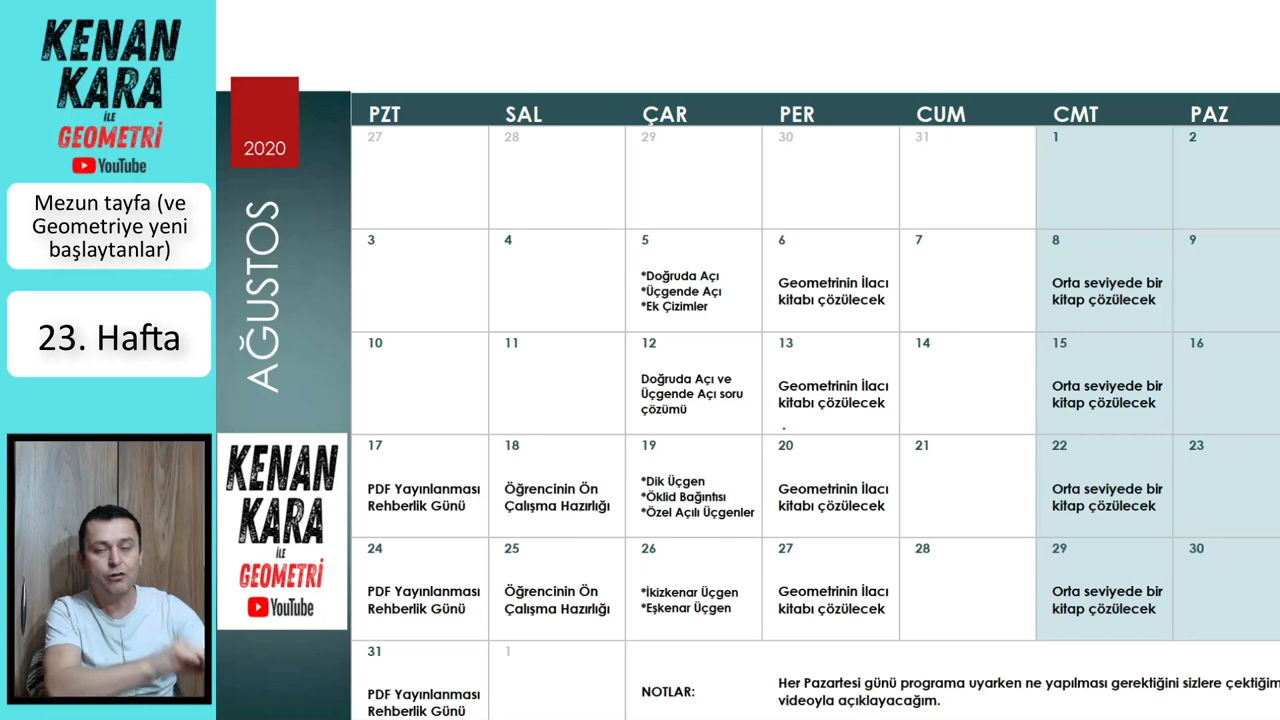 KENAN
KARA
İLE
GEOMETRİ
YouTube
Mezun tayfa (ve
Geometriye yeni
başlaytanlar)
23. Hafta
2020
AĞUSTOS
KENAN
KARA
İLE
GEOMETRİ
YouTube
PZT SAL ÇAR PER CUM CMT PAZ
27 28 29 30 31 1 2
3 4 5 6 7 8 9
*Doğruda Açı
*Üçgende Açı
*Ek Çizimler
Geometrinin İlacı
kitabı çözülecek
Orta seviyede bir
kitap çözülecek
10 11 12 13 14 15 16
Doğruda Açı ve
Üçgende Açı soru
çözümü
Geometrinin İlacı
kitabı çözülecek
Orta seviyede bir
kitap çözülecek
17 18 19 20 21 22 23
PDF Yayınlanması
Rehberlik Günü
Öğrencinin Ön
Çalışma Hazırlığı
*Dik Üçgen
*Öklid Bağıntısı
*Özel Açılı Üçgenler
Geometrinin İlacı
kitabı çözülecek
Orta seviyede bir
kitap çözülecek
24 25 26 27 28 29 30
PDF Yayınlanması
Rehberlik Günü
Öğrencinin Ön
Çalışma Hazırlığı
*İkizkenar Üçgen
*Eşkenar Üçgen
Geometrinin İlacı
kitabı çözülecek
Orta seviyede bir
kitap çözülecek
31 1
PDF Yayınlanması
Rehberlik Günü
NOTLAR:
Her Pazartesi günü programa uyarken ne yapılması gerektiğini sizlere çektiğim
videoyla açıklayacağım.